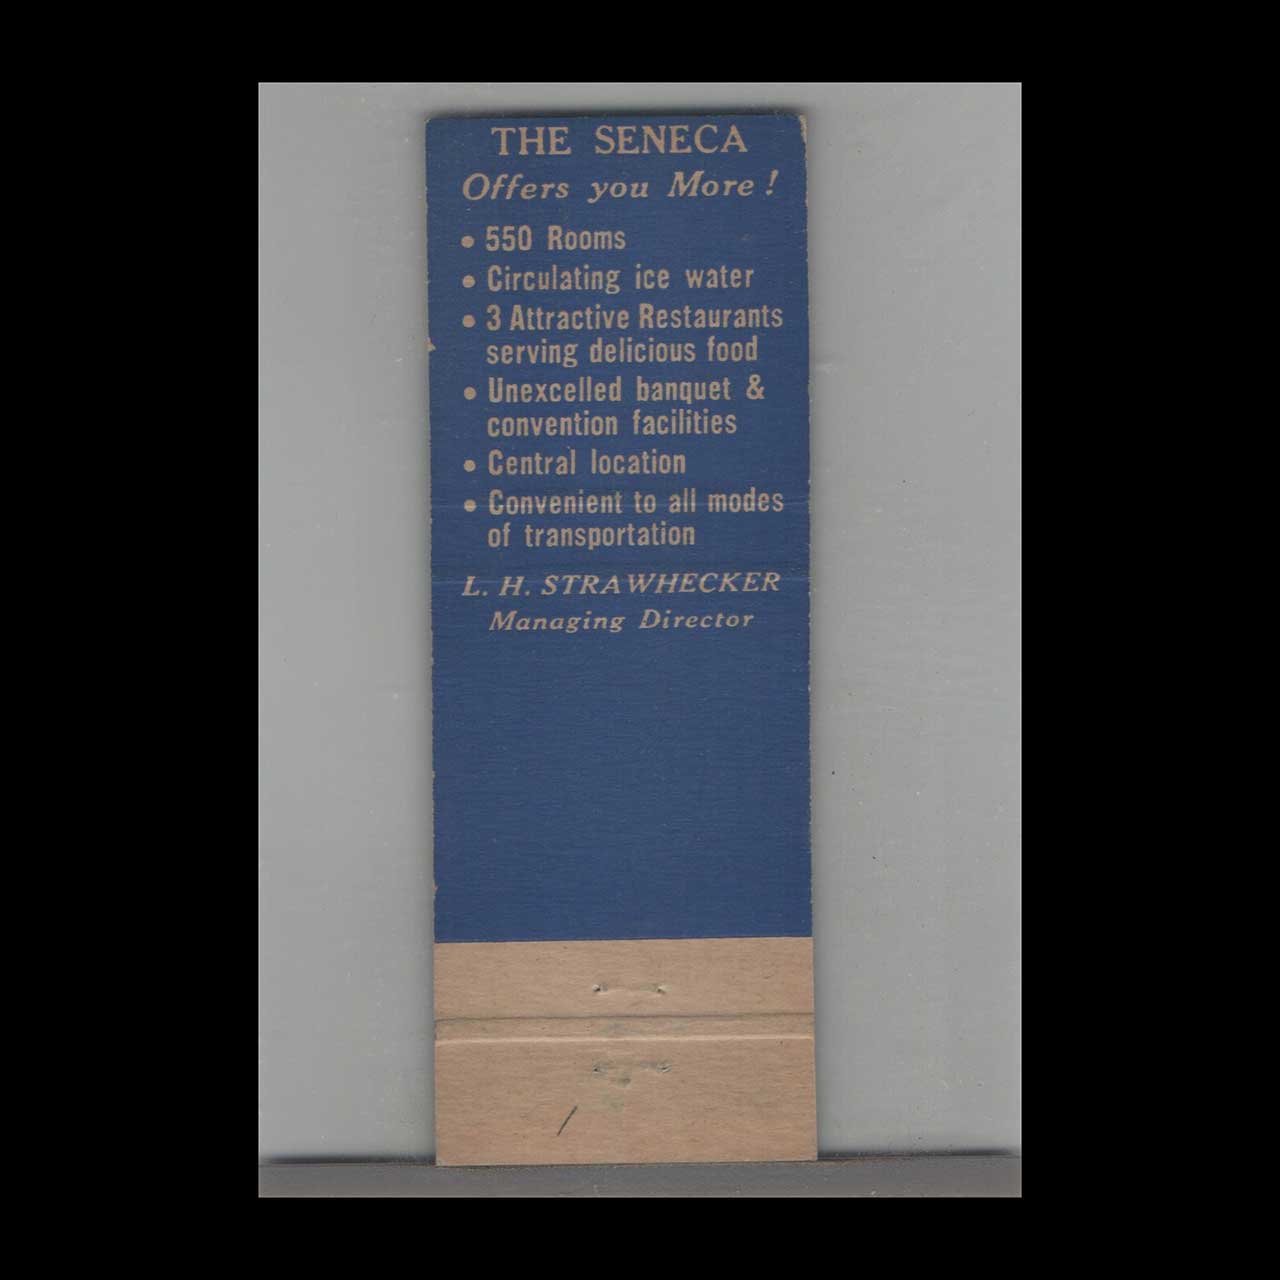 THE SENECA
Offers you More!
• 550 Rooms
• Circulating ice water
• 3 Attractive Restaurants
serving delicious food
• Unexcelled banquet &
convention facilities
• Central location
• Convenient to all modes
of transportation
L. H. STRAWHECKER
Managing Director